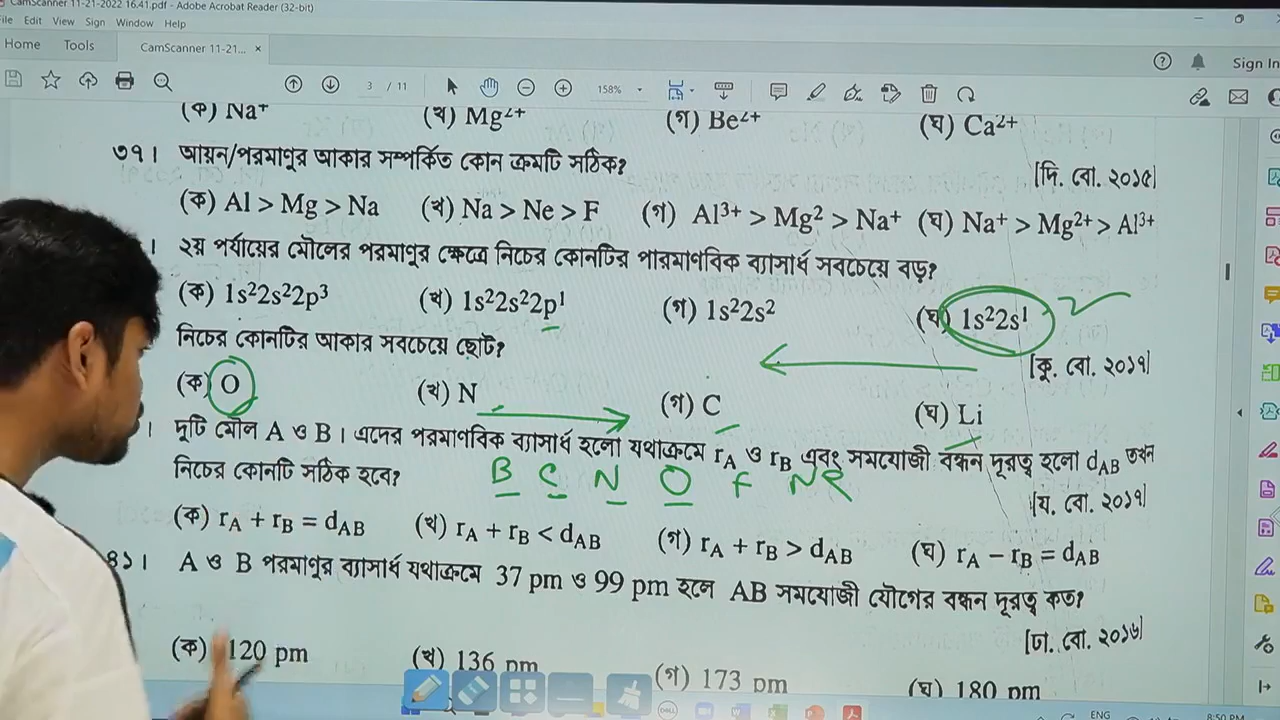 CamScanner 11-21-2022 16.41.pdf - Adobe Acrobat Reader (32-bit)
File Edit View Sign Window Help
Home Tools CamScanner 11-21... × Sign In
3 / 11 158%
(ক) Na⁺ (খ) Mg²⁺ (গ) Be²⁺ (ঘ) Ca²⁺
৩৭। আয়ন/পরমাণুর আকার সম্পর্কিত কোন ক্রমটি সঠিক? [দি. বো. ২০১৫]
(ক) Al > Mg > Na (খ) Na > Ne > F (গ) Al³⁺ > Mg² > Na⁺ (ঘ) Na⁺ > Mg²⁺ > Al³⁺
। ২য় পর্যায়ের মৌলের পরমাণুর ক্ষেত্রে নিচের কোনটির পারমাণবিক ব্যাসার্ধ সবচেয়ে বড়?
(ক) 1s²2s²2p³ (খ) 1s²2s²2p¹ (গ) 1s²2s² (ঘ) 1s²2s¹
নিচের কোনটির আকার সবচেয়ে ছোট? [কু. বো. ২০১৭]
(ক) O (খ) N (গ) C (ঘ) Li
। দুটি মৌল A ও B। এদের পরমাণবিক ব্যাসার্ধ হলো যথাক্রমে r_A ও r_B এবং সমযোজী বন্ধন দূরত্ব হলো d_AB তখন
নিচের কোনটি সঠিক হবে? [য. বো. ২০১৭]
B C N O F Ne
(ক) r_A + r_B = d_AB (খ) r_A + r_B < d_AB (গ) r_A + r_B > d_AB (ঘ) r_A − r_B = d_AB
৪১। A ও B পরমাণুর ব্যাসার্ধ যথাক্রমে 37 pm ও 99 pm হলে AB সমযোজী যৌগের বন্ধন দূরত্ব কত?
[ঢা. বো. ২০১৬]
(ক) 120 pm (খ) 136 pm (গ) 173 pm (ঘ) 180 pm
ENG 8:50 PM